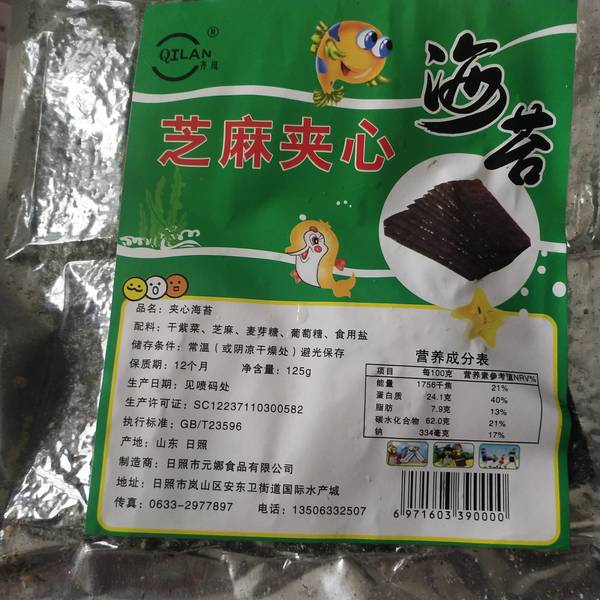 QILAN®
海苔
芝麻夹心
品名：夹心海苔
配料：干紫菜、芝麻、麦芽糖、葡萄糖、食用盐
储存条件：常温（或阴凉干燥处）避光保存
保质期：12个月 净含量：125g
生产日期：见喷码处
生产许可证：SC12237110300582
执行标准：GB/T23596
产地：山东 日照
制造商：日照市元娜食品有限公司
地址：日照市岚山区安东卫街道国际水产城
传真：0633-2977897 电话：13506332507
营养成分表
项目 每100克 营养素参考值NRV%
能量 1756千焦 21%
蛋白质 24.1克 40%
脂肪 7.9克 13%
碳水化合物 62.0克 21%
钠 334毫克 17%
6 971603 390000